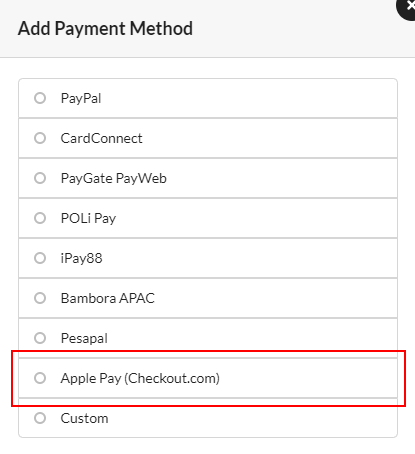 Add Payment Method
PayPal
CardConnect
PayGate PayWeb
POLi Pay
iPay88
Bambora APAC
Pesapal
Apple Pay (Checkout.com)
Custom